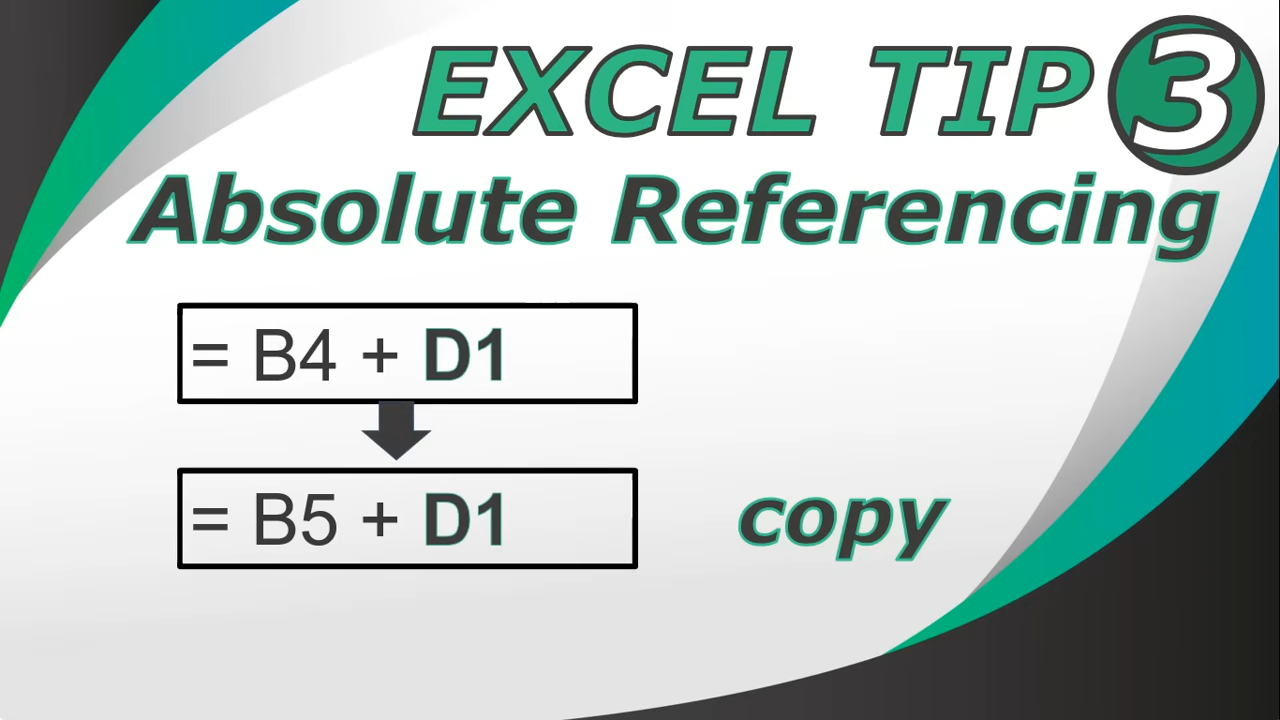 EXCEL TIP 3
Absolute Referencing
= B4 + D1
= B5 + D1
copy